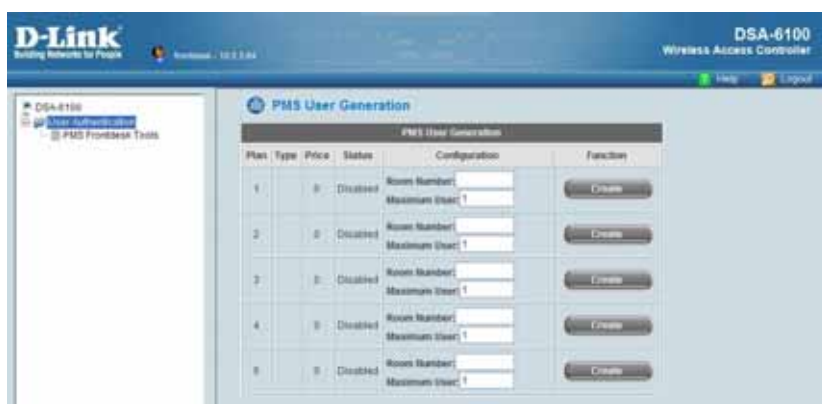 D-Link
Building Networks for People
DSA-6100
Wireless Access Controller
Help Logout
DSA-6100
User Authentication
PMS Frontdesk Tools
PMS User Generation
PMS User Generation
Plan Type Price Status Configuration Function
1 0 Disabled Room Number: Create
Maximum User: 1
2 0 Disabled Room Number: Create
Maximum User: 1
3 0 Disabled Room Number: Create
Maximum User: 1
4 0 Disabled Room Number: Create
Maximum User: 1
5 0 Disabled Room Number: Create
Maximum User: 1